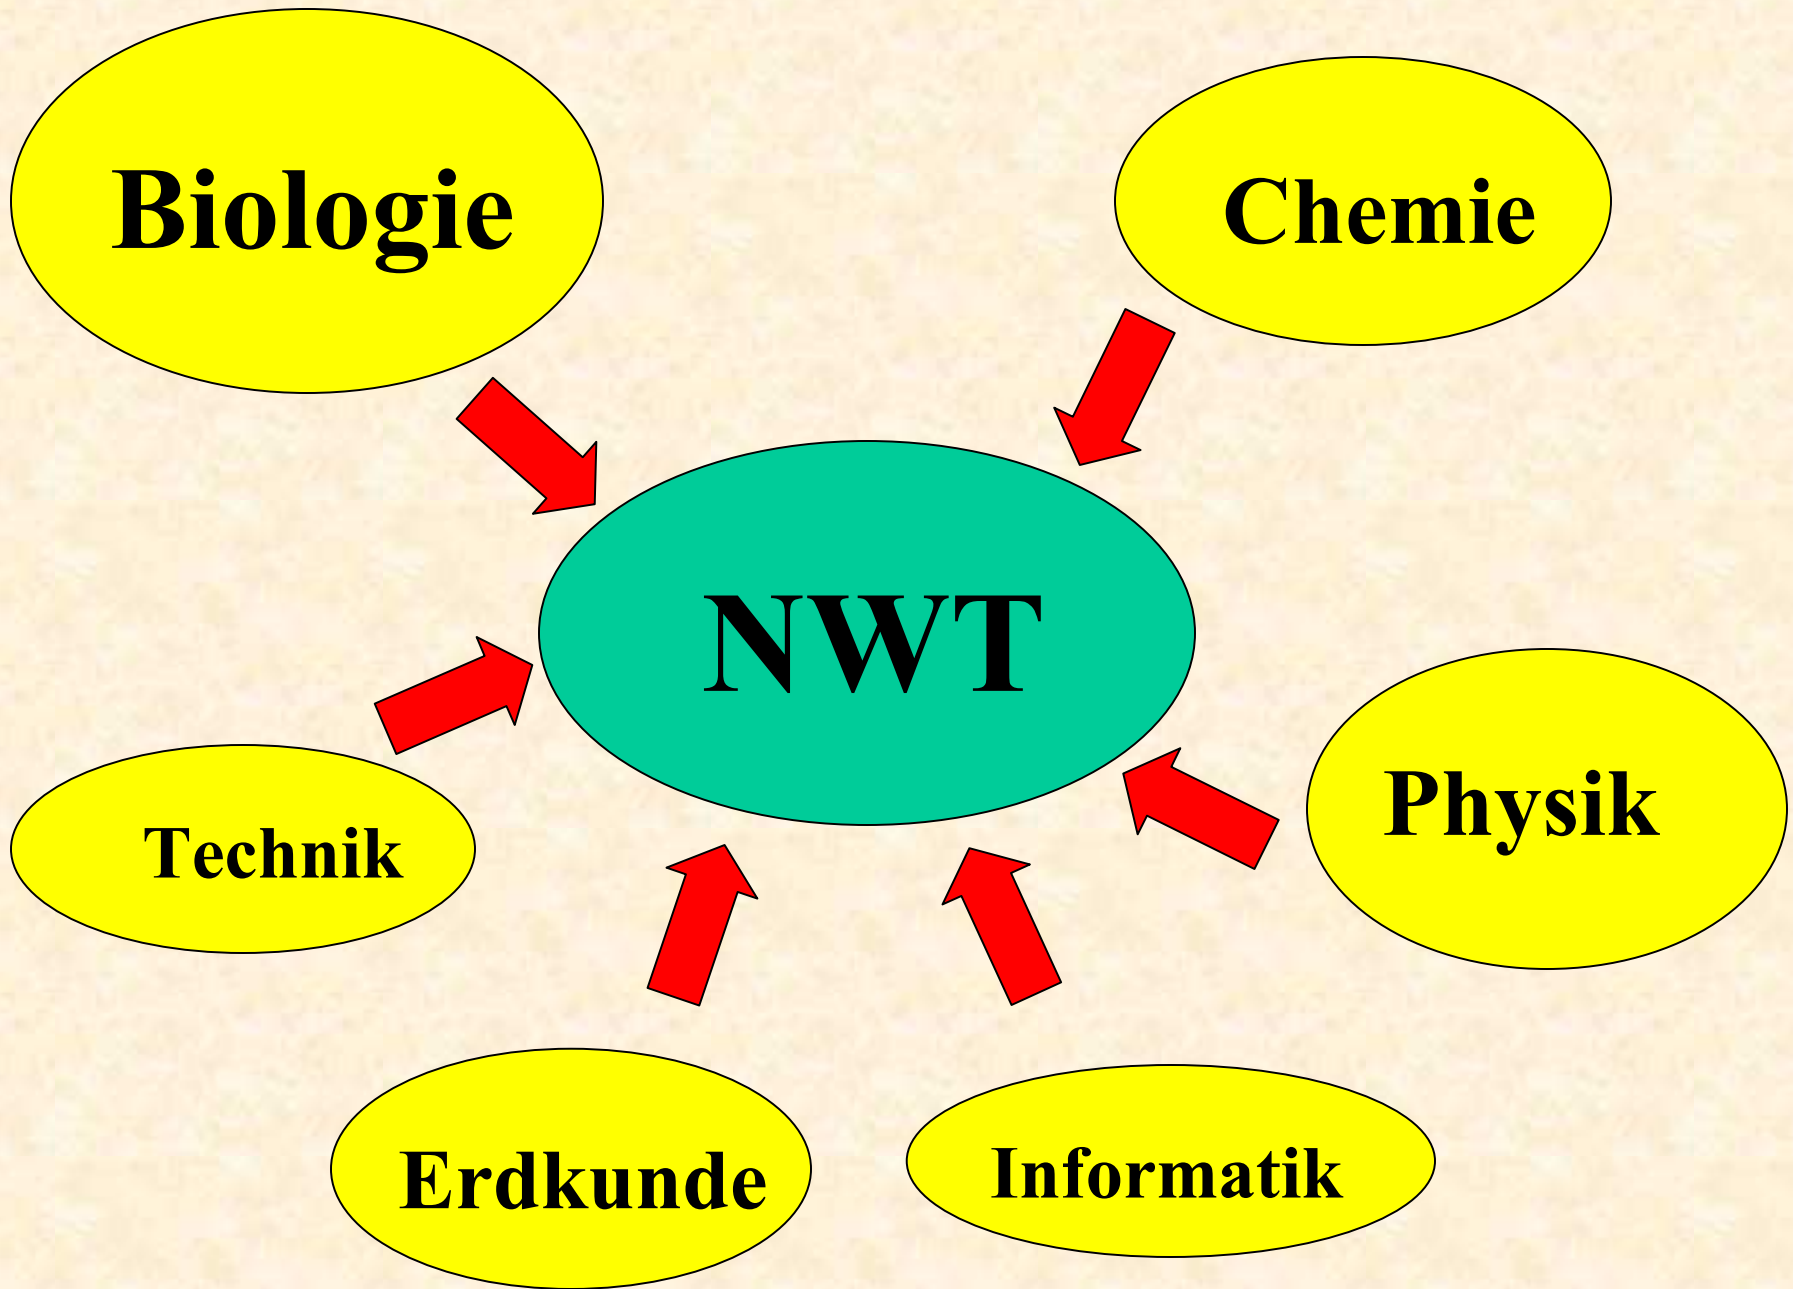 Biologie
Chemie
NWT
Physik
Technik
Erdkunde
Informatik